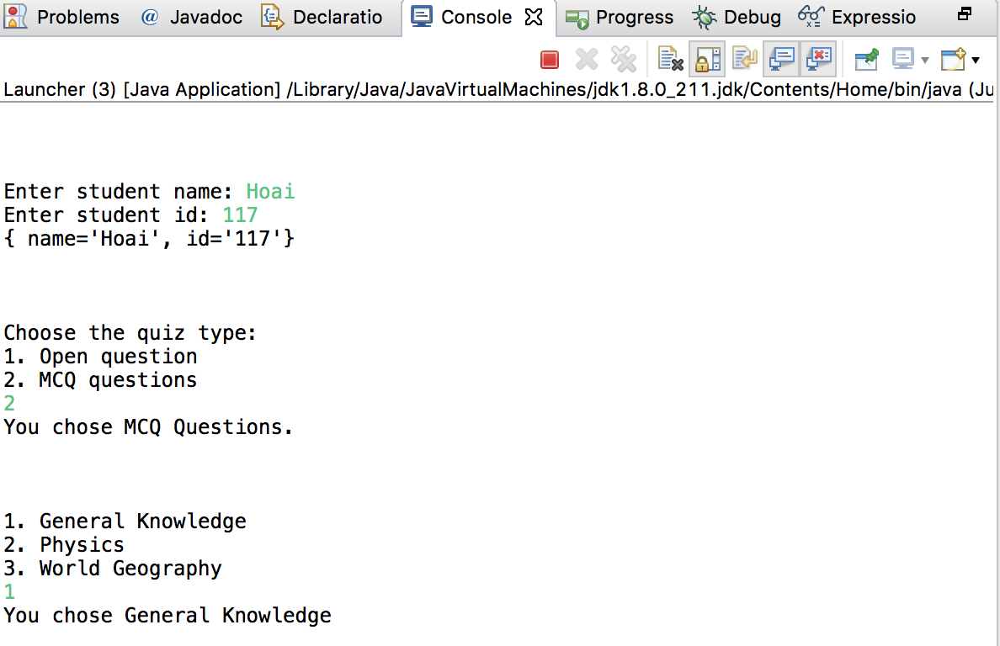 Problems @ Javadoc Declaratio Console Progress Debug Expressio
Launcher (3) [Java Application] /Library/Java/JavaVirtualMachines/jdk1.8.0_211.jdk/Contents/Home/bin/java (Ju
Enter student name: Hoai
Enter student id: 117
{ name='Hoai', id='117'}
Choose the quiz type:
1. Open question
2. MCQ questions
2
You chose MCQ Questions.
1. General Knowledge
2. Physics
3. World Geography
1
You chose General Knowledge